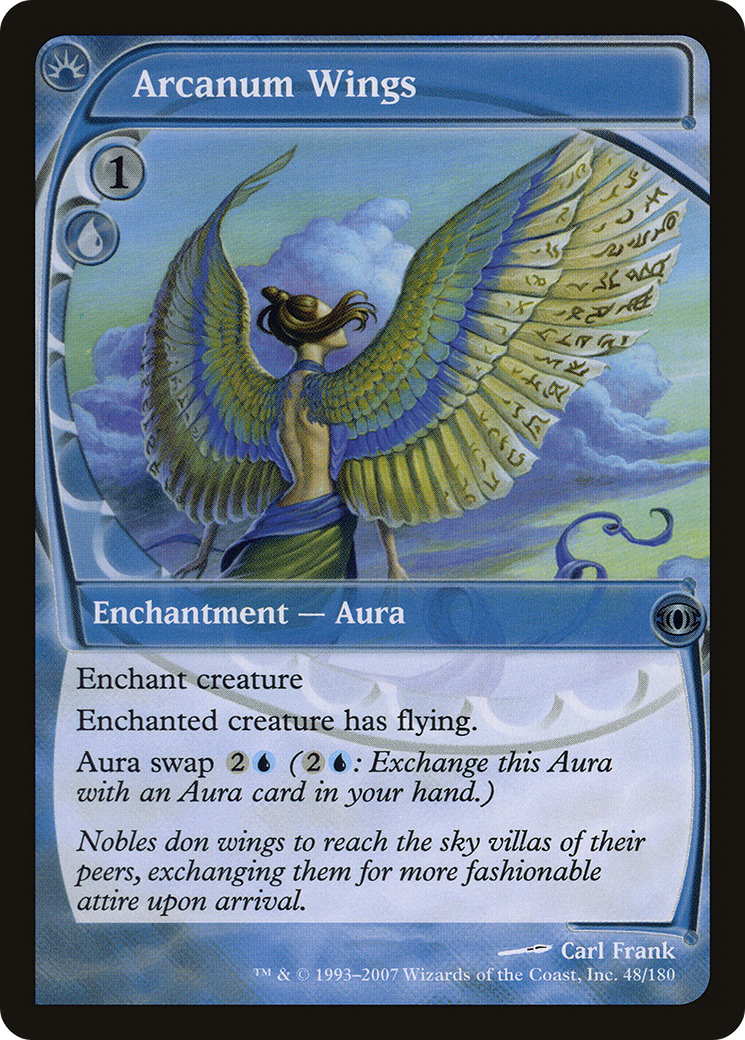 Arcanum Wings
1
Enchantment — Aura
Enchant creature
Enchanted creature has flying.
Aura swap 2 (2: Exchange this Aura
with an Aura card in your hand.)
Nobles don wings to reach the sky villas of their
peers, exchanging them for more fashionable
attire upon arrival.
Carl Frank
™ & © 1993–2007 Wizards of the Coast, Inc. 48/180